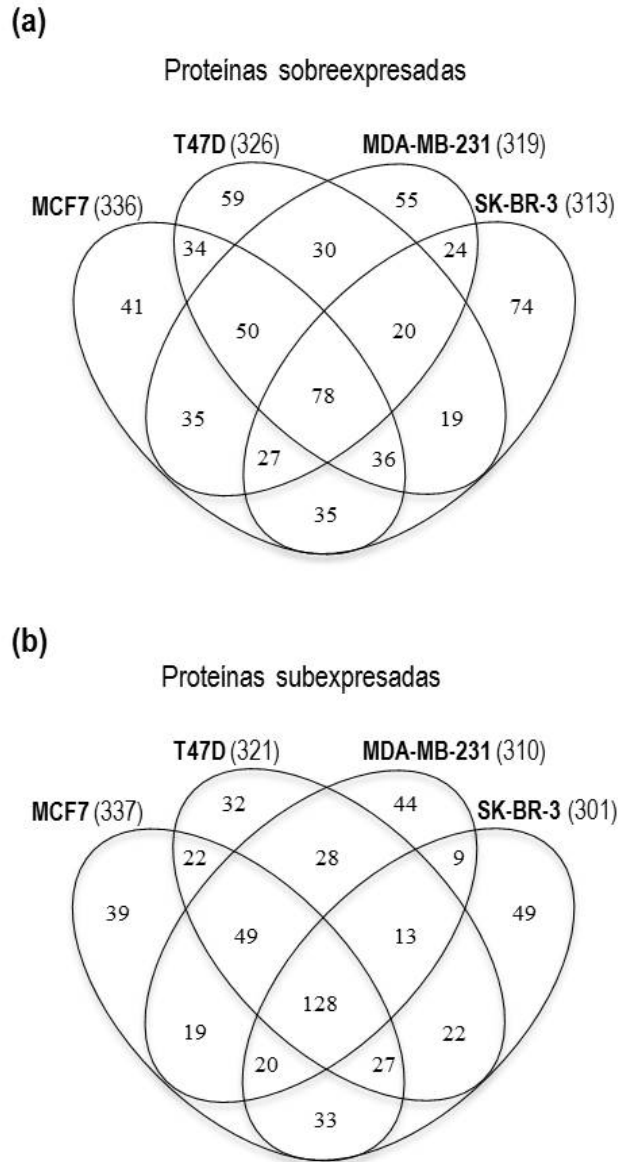 (a)
Proteínas sobreexpresadas
T47D (326) MDA-MB-231 (319)
MCF7 (336) 59 55 SK-BR-3 (313)
34 30 24
41 74
50 20
78
35 19
27 36
35
(b)
Proteínas subexpresadas
T47D (321) MDA-MB-231 (310)
MCF7 (337) 32 44 SK-BR-3 (301)
22 28 9
39 49
49 13
128
19 22
20 27
33